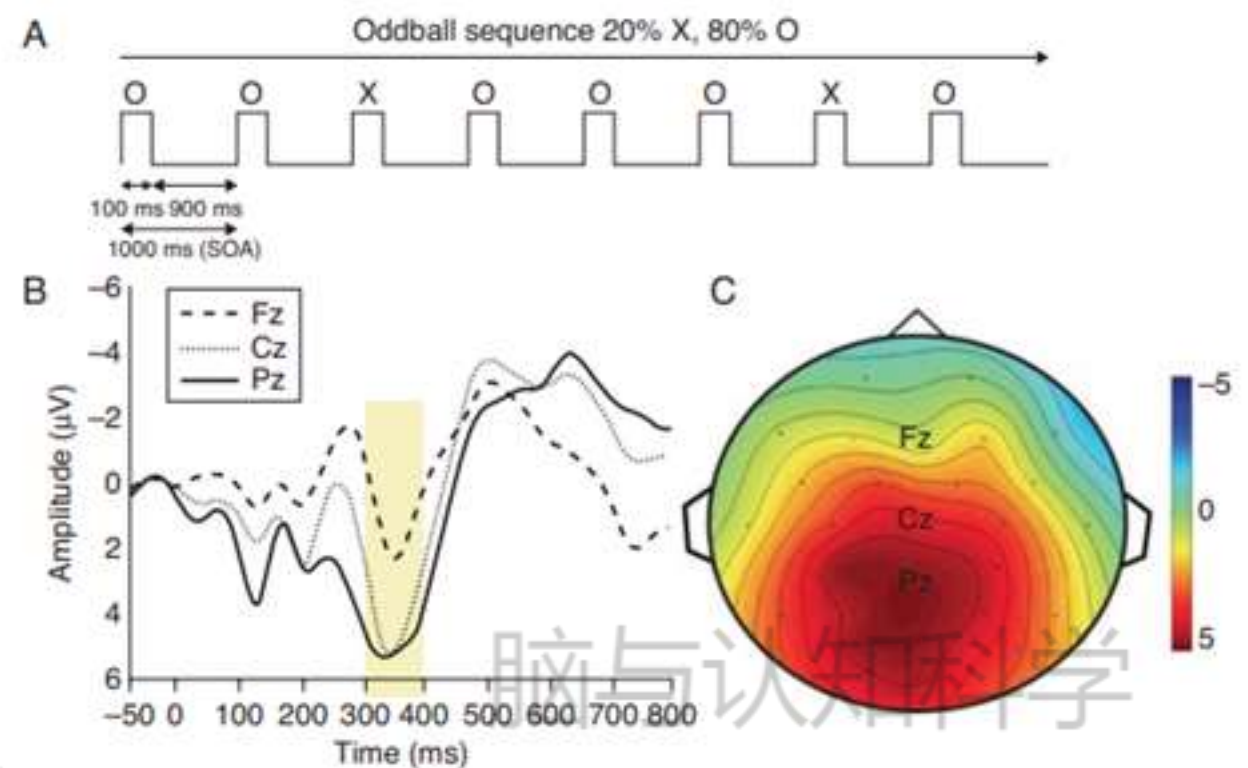 A
Oddball sequence 20% X, 80% O
O O X O O O X O
100 ms 900 ms
1000 ms (SOA)
B
Fz
Cz
Pz
Amplitude (μV)
–6
–4
–2
0
2
4
6
–50 0 100 200 300 400 500 600 700 800
Time (ms)
C
Fz
Cz
Pz
–5
0
5
脑与认知科学